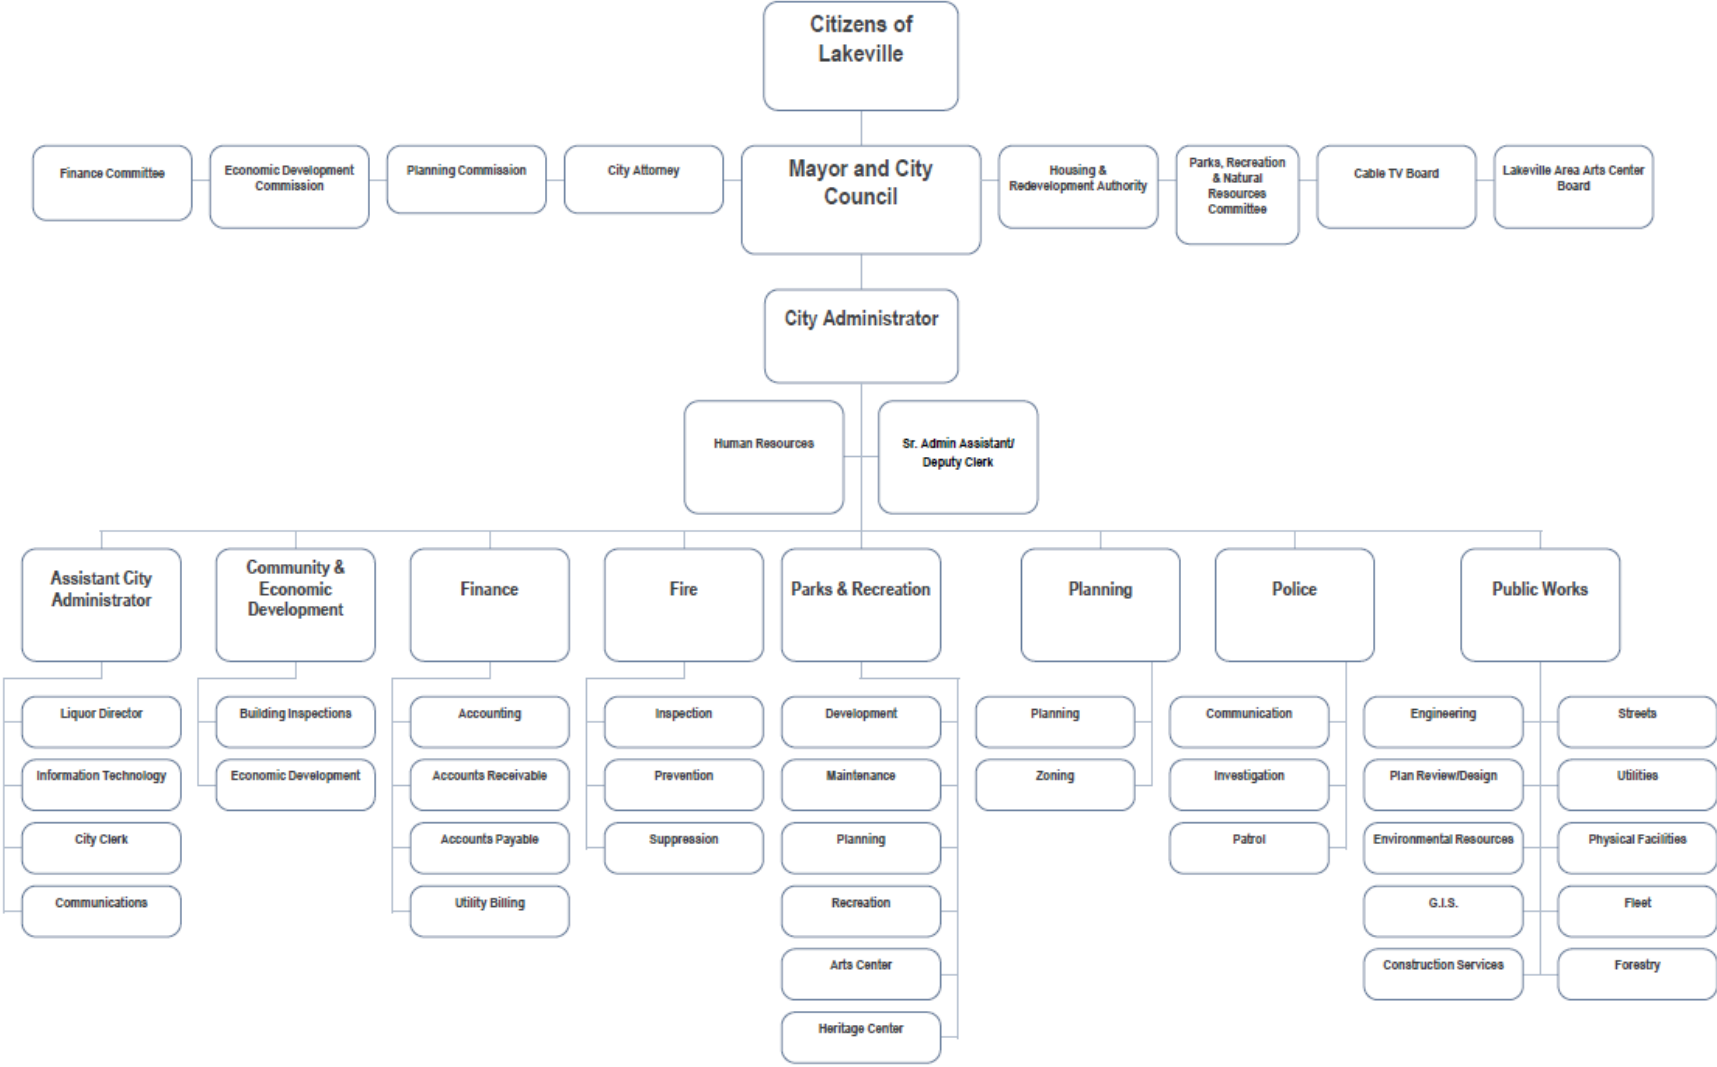 Citizens of
Lakeville
Finance Committee
Economic Development
Commission
Planning Commission
City Attorney
Mayor and City
Council
Housing &
Redevelopment Authority
Parks, Recreation
& Natural
Resources
Committee
Cable TV Board
Lakeville Area Arts Center
Board
City Administrator
Human Resources
Sr. Admin Assistant/
Deputy Clerk
Assistant City
Administrator
Community &
Economic
Development
Finance
Fire
Parks & Recreation
Planning
Police
Public Works
Liquor Director
Information Technology
City Clerk
Communications
Building Inspections
Economic Development
Accounting
Accounts Receivable
Accounts Payable
Utility Billing
Inspection
Prevention
Suppression
Development
Maintenance
Planning
Recreation
Arts Center
Heritage Center
Planning
Zoning
Communication
Investigation
Patrol
Engineering
Plan Review/Design
Environmental Resources
G.I.S.
Construction Services
Streets
Utilities
Physical Facilities
Fleet
Forestry